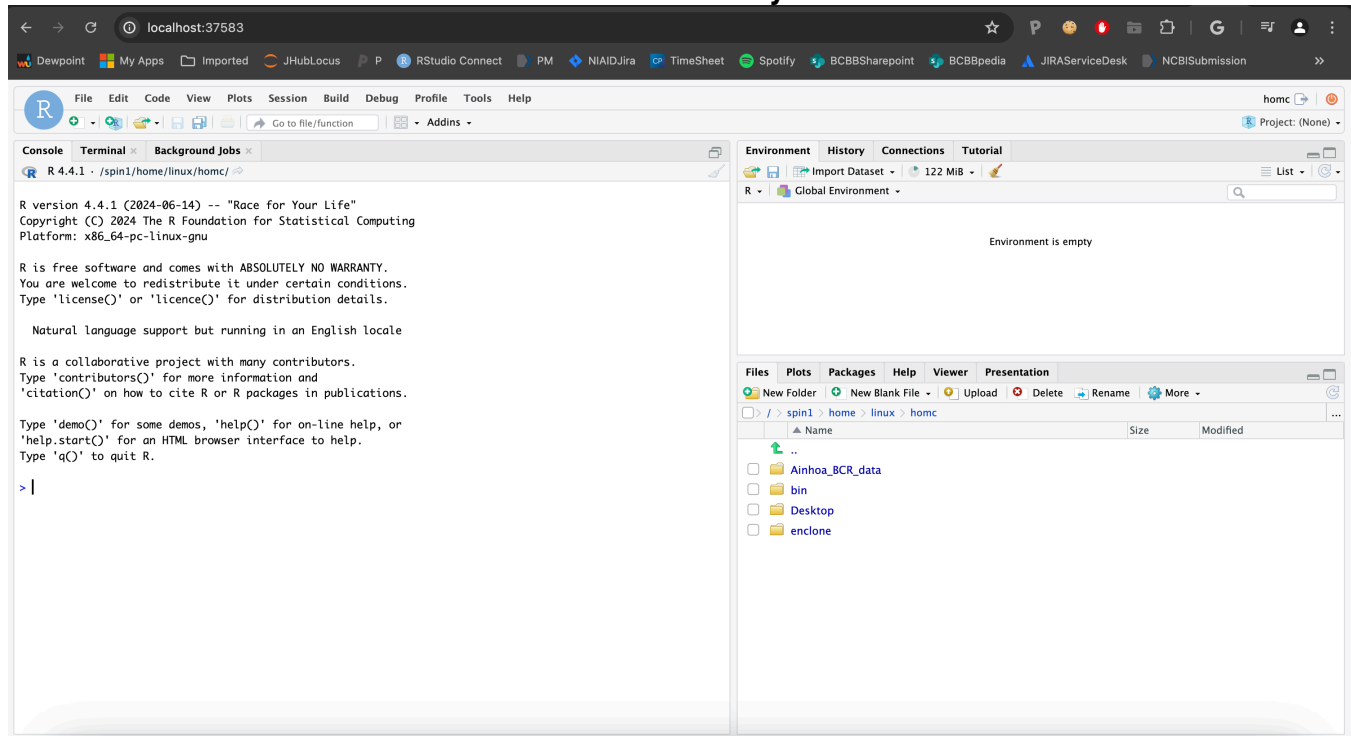 localhost:37583
Dewpoint My Apps Imported JHubLocus P RStudio Connect PM NIAIDJira TimeSheet Spotify BCBBSharepoint BCBBpedia JIRAServiceDesk NCBISubmission »
R File Edit Code View Plots Session Build Debug Profile Tools Help homc
Go to file/function Addins Project: (None)
Console Terminal Background Jobs
R 4.4.1 · /spin1/home/linux/homc/
R version 4.4.1 (2024-06-14) -- "Race for Your Life"
Copyright (C) 2024 The R Foundation for Statistical Computing
Platform: x86_64-pc-linux-gnu
R is free software and comes with ABSOLUTELY NO WARRANTY.
You are welcome to redistribute it under certain conditions.
Type 'license()' or 'licence()' for distribution details.
Natural language support but running in an English locale
R is a collaborative project with many contributors.
Type 'contributors()' for more information and
'citation()' on how to cite R or R packages in publications.
Type 'demo()' for some demos, 'help()' for on-line help, or
'help.start()' for an HTML browser interface to help.
Type 'q()' to quit R.
>
Environment History Connections Tutorial
Import Dataset 122 MiB List
R Global Environment
Environment is empty
Files Plots Packages Help Viewer Presentation
New Folder New Blank File Upload Delete Rename More
/ > spin1 > home > linux > homc ...
Name Size Modified
..
Ainhoa_BCR_data
bin
Desktop
enclone